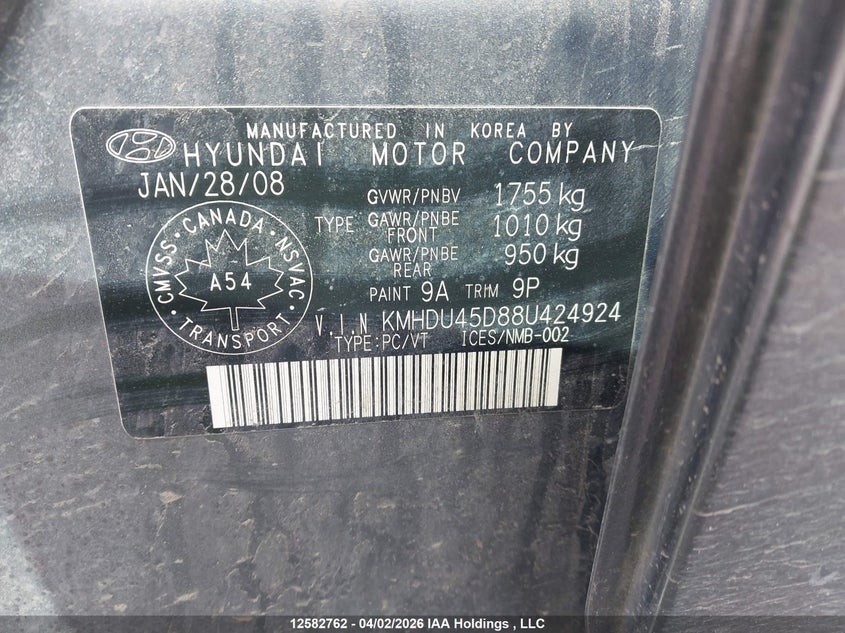 MANUFACTURED IN KOREA BY
HYUNDAI MOTOR COMPANY
JAN/28/08
GVWR/PNBV 1755 kg
TYPE GAWR/PNBE FRONT 1010 kg
GAWR/PNBE REAR 950 kg
PAINT 9A TRIM 9P
CMVSS · CANADA · NSVAC · TRANSPORT ·
A54
V.I.N KMHDU45D88U424924
TYPE:PC/VT ICES/NMB-002
12582762 - 04/02/2026 IAA Holdings , LLC